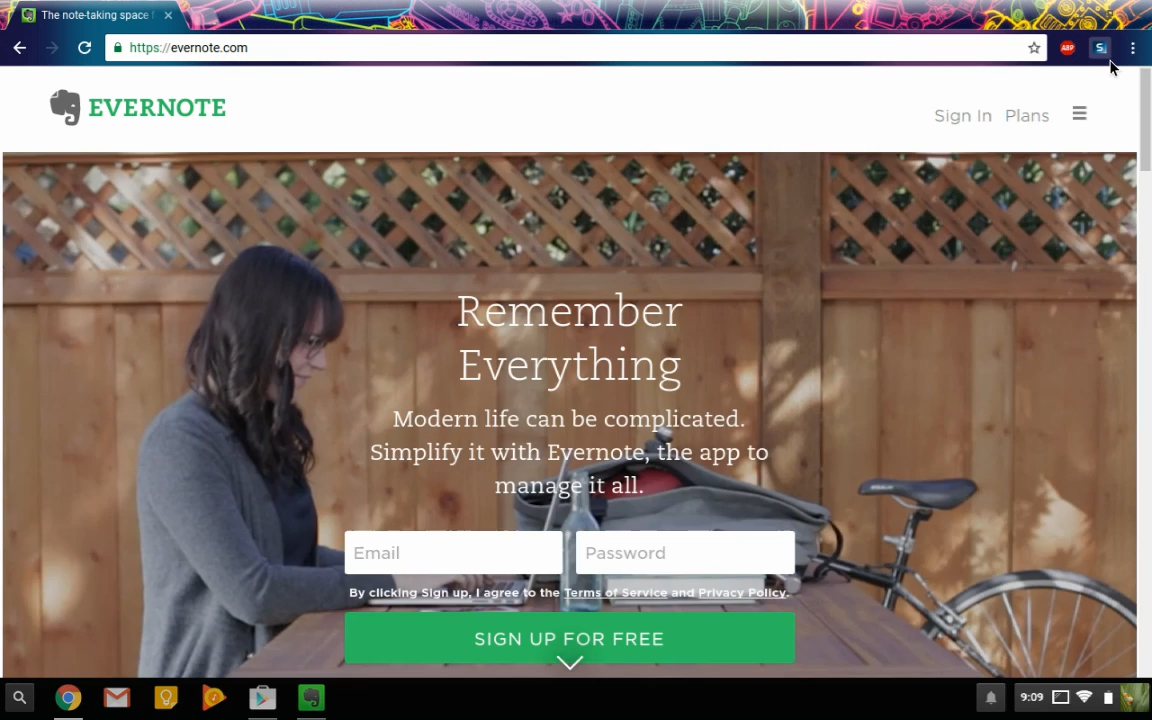 The note-taking space f
https://evernote.com
ABP
S
EVERNOTE
Sign In Plans
Remember
Everything
Modern life can be complicated.
Simplify it with Evernote, the app to
manage it all.
Email Password
By clicking Sign up, I agree to the Terms of Service and Privacy Policy.
SIGN UP FOR FREE
9:09